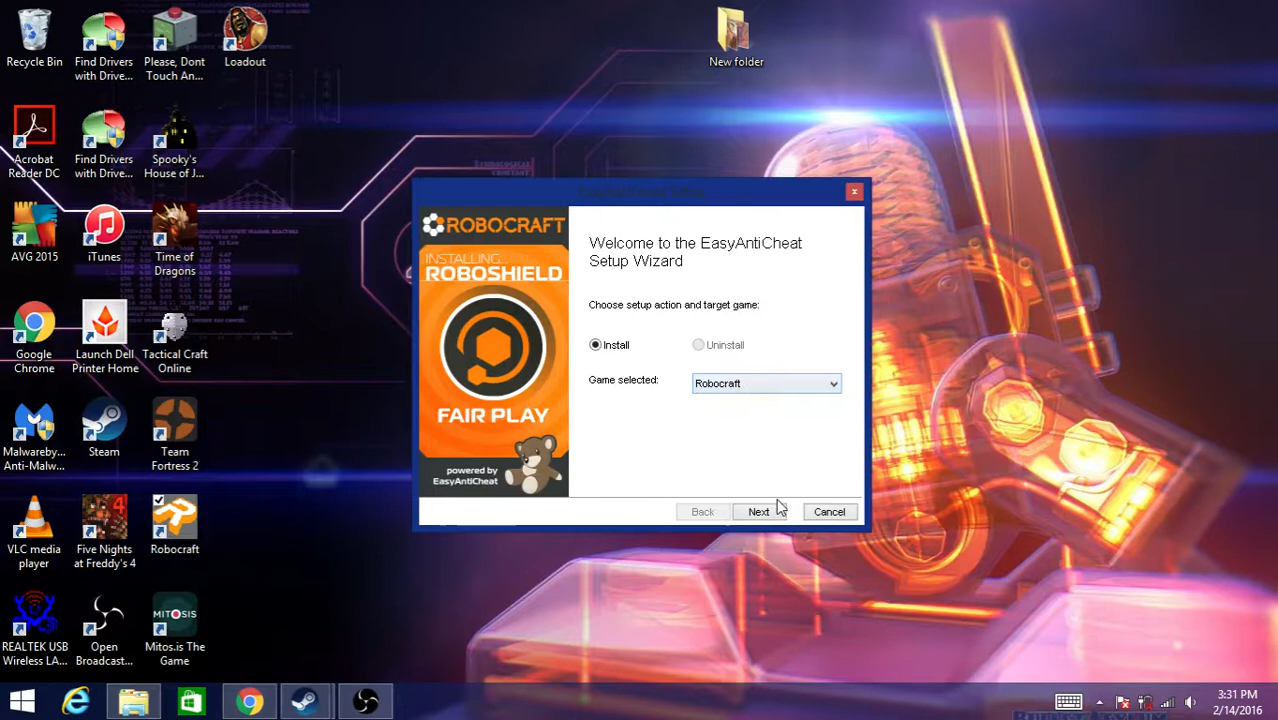 Recycle Bin
Find Drivers
with Drive...
Please, Dont
Touch An...
Loadout
New folder
Acrobat
Reader DC
Find Drivers
with Drive...
Spooky's
House of J...
AVG 2015
iTunes
Time of
Dragons
Google
Chrome
Launch Dell
Printer Home
Tactical Craft
Online
Malwareby...
Anti-Malw...
Steam
Team
Fortress 2
VLC media
player
4
Five Nights
at Freddy's 4
Robocraft
REALTEK USB
Wireless LA...
Open
Broadcast...
MITOSIS
Mitos.is The
Game
ROBOCRAFT
INSTALLING...
ROBOSHIELD
FAIR PLAY
powered by
EasyAntiCheat
Welcome to the EasyAntiCheat
Setup Wizard
Choose setup action and target game:
Install
Uninstall
Game selected:
Robocraft
Back
Next
Cancel
3:31 PM
2/14/2016